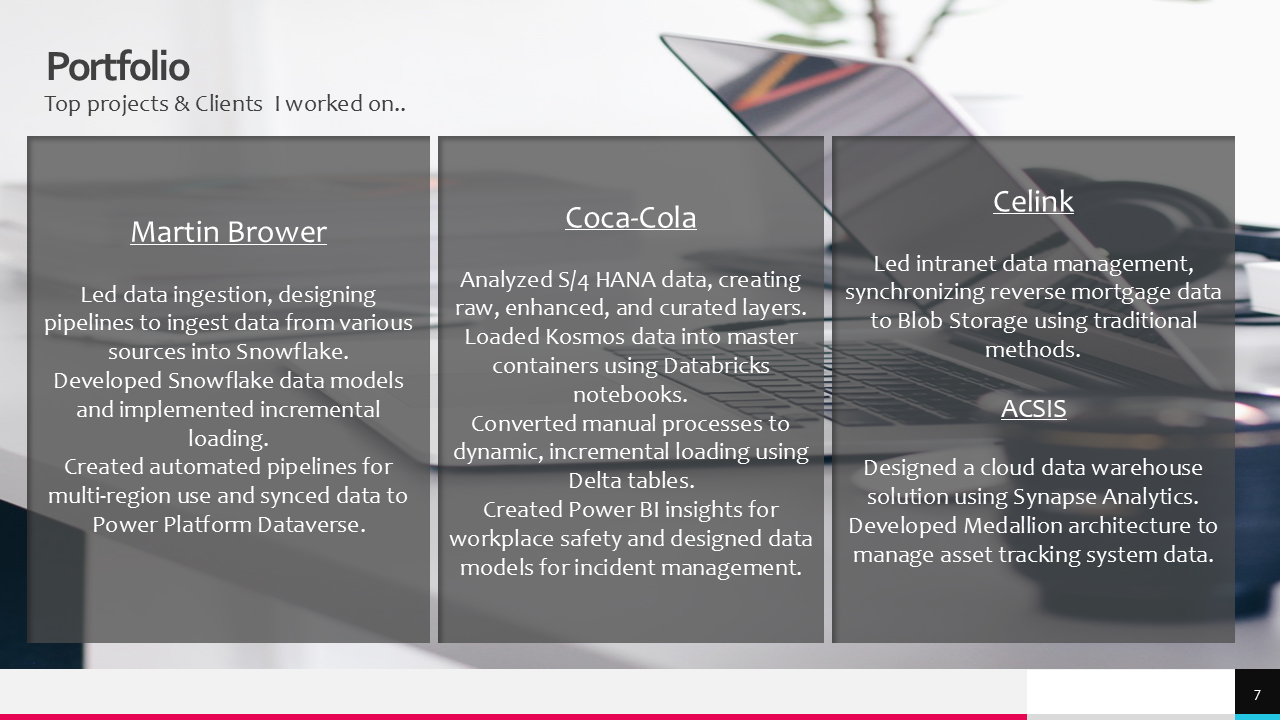 Portfolio
Top projects & Clients  I worked on..
Martin Brower
Led data ingestion, designing
pipelines to ingest data from various
sources into Snowflake.
Developed Snowflake data models
and implemented incremental
loading.
Created automated pipelines for
multi-region use and synced data to
Power Platform Dataverse.
Coca-Cola
Analyzed S/4 HANA data, creating
raw, enhanced, and curated layers.
Loaded Kosmos data into master
containers using Databricks
notebooks.
Converted manual processes to
dynamic, incremental loading using
Delta tables.
Created Power BI insights for
workplace safety and designed data
models for incident management.
Celink
Led intranet data management,
synchronizing reverse mortgage data
to Blob Storage using traditional
methods.
ACSIS
Designed a cloud data warehouse
solution using Synapse Analytics.
Developed Medallion architecture to
manage asset tracking system data.
7